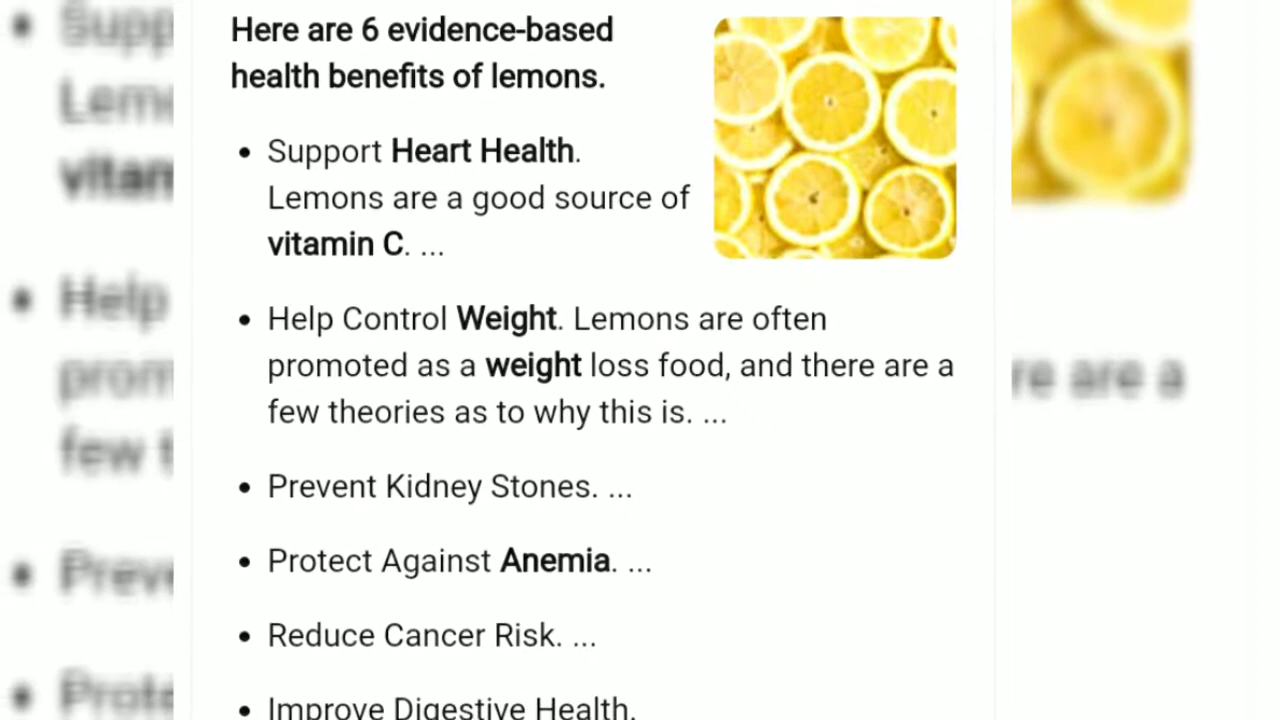 Here are 6 evidence-based
health benefits of lemons.
• Support Heart Health.
Lemons are a good source of
vitamin C. ...
• Help Control Weight. Lemons are often
promoted as a weight loss food, and there are a
few theories as to why this is. ...
• Prevent Kidney Stones. ...
• Protect Against Anemia. ...
• Reduce Cancer Risk. ...
• Improve Digestive Health.